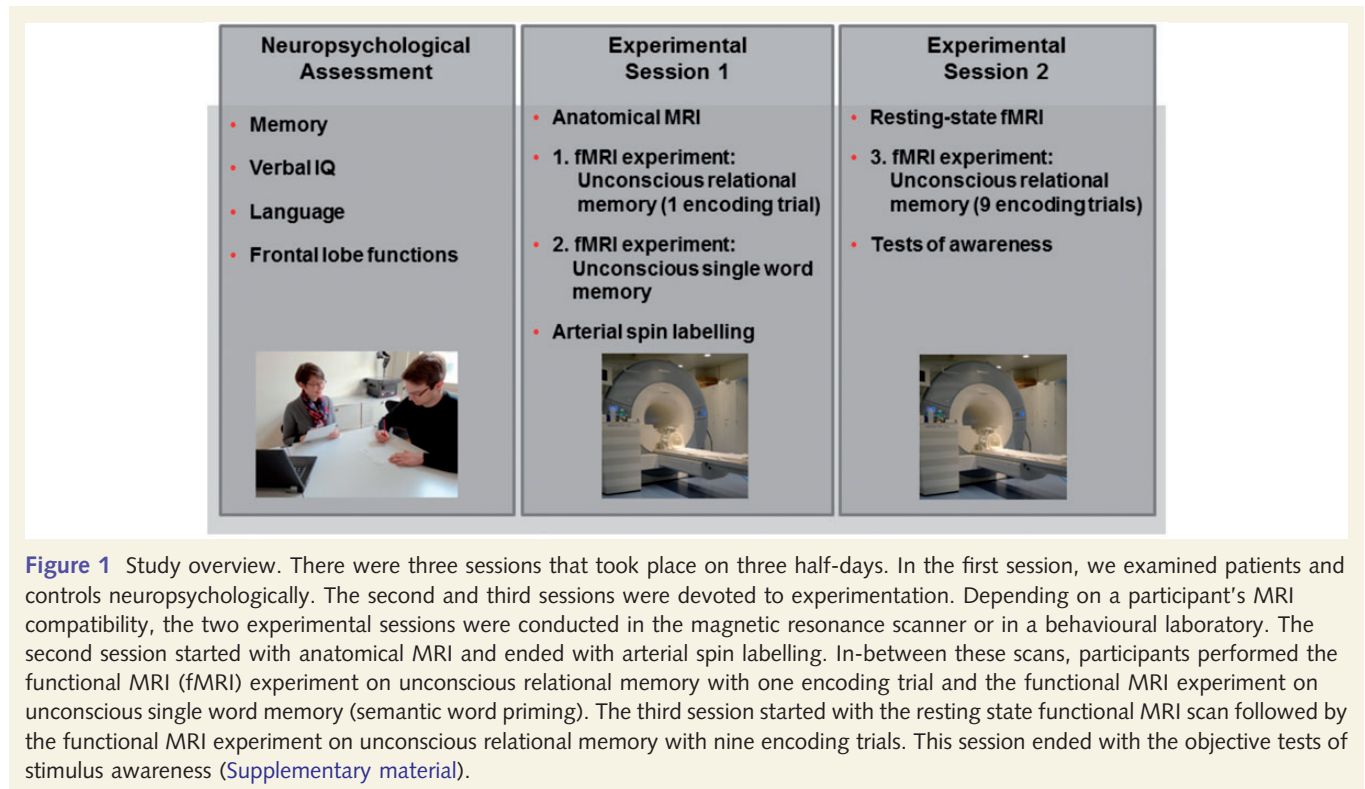 Neuropsychological
Assessment
• Memory
• Verbal IQ
• Language
• Frontal lobe functions
Experimental
Session 1
• Anatomical MRI
• 1. fMRI experiment:
Unconscious relational
memory (1 encoding trial)
• 2. fMRI experiment:
Unconscious single word
memory
• Arterial spin labelling
Experimental
Session 2
• Resting-state fMRI
• 3. fMRI experiment:
Unconscious relational
memory (9 encoding trials)
• Tests of awareness
Figure 1 Study overview. There were three sessions that took place on three half-days. In the first session, we examined patients and
controls neuropsychologically. The second and third sessions were devoted to experimentation. Depending on a participant's MRI
compatibility, the two experimental sessions were conducted in the magnetic resonance scanner or in a behavioural laboratory. The
second session started with anatomical MRI and ended with arterial spin labelling. In-between these scans, participants performed the
functional MRI (fMRI) experiment on unconscious relational memory with one encoding trial and the functional MRI experiment on
unconscious single word memory (semantic word priming). The third session started with the resting state functional MRI scan followed by
the functional MRI experiment on unconscious relational memory with nine encoding trials. This session ended with the objective tests of
stimulus awareness (Supplementary material).